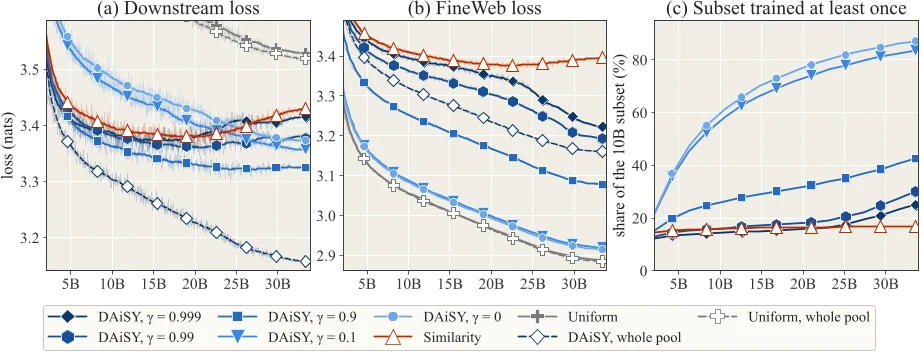 (a) Downstream loss
(b) FineWeb loss
(c) Subset trained at least once
loss (nats)
3.5
3.4
3.3
3.2
5B 10B 15B 20B 25B 30B
3.4
3.3
3.2
3.1
3.0
2.9
5B 10B 15B 20B 25B 30B
share of the 10B subset (%)
80
60
40
20
0
5B 10B 15B 20B 25B 30B
DAiSY, γ = 0.999
DAiSY, γ = 0.9
DAiSY, γ = 0
Uniform
Uniform, whole pool
DAiSY, γ = 0.99
DAiSY, γ = 0.1
Similarity
DAiSY, whole pool